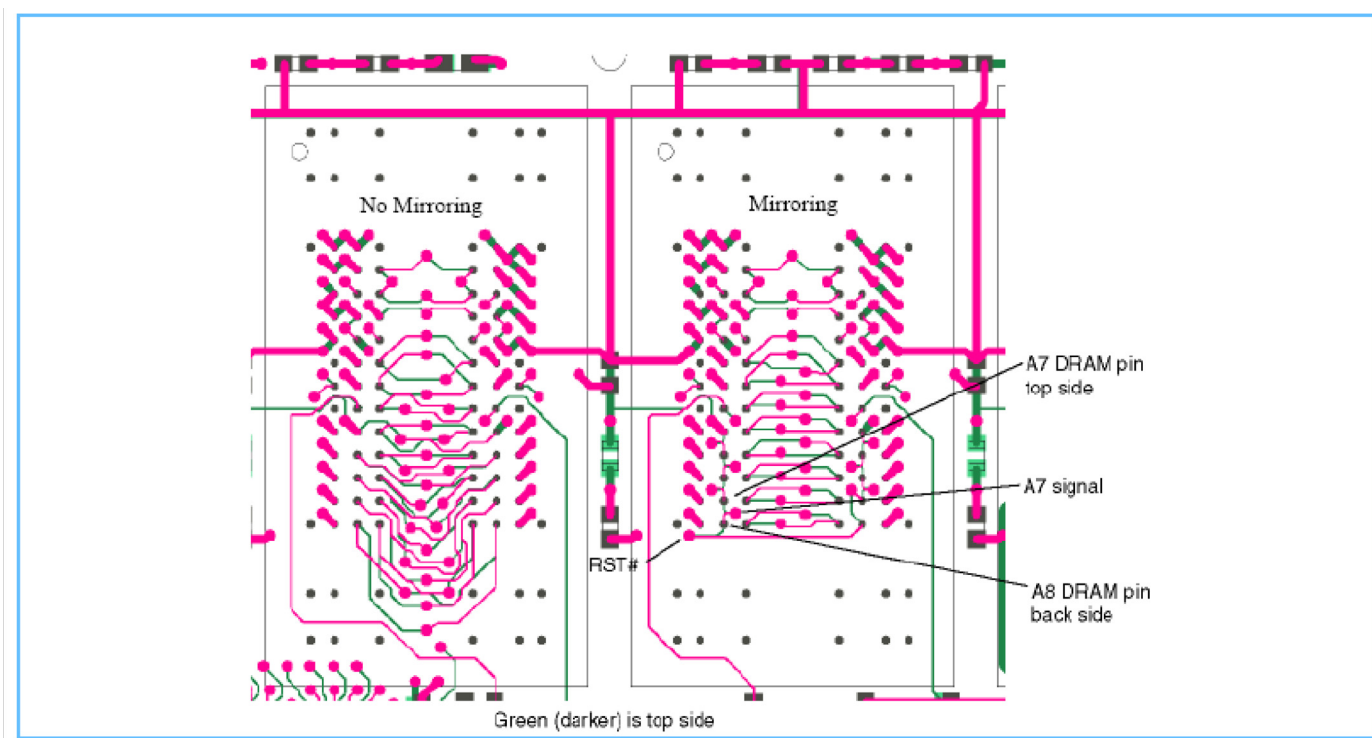 No Mirroring
Mirroring
A7 DRAM pin
top side
A7 signal
RST#
A8 DRAM pin
back side
Green (darker) is top side